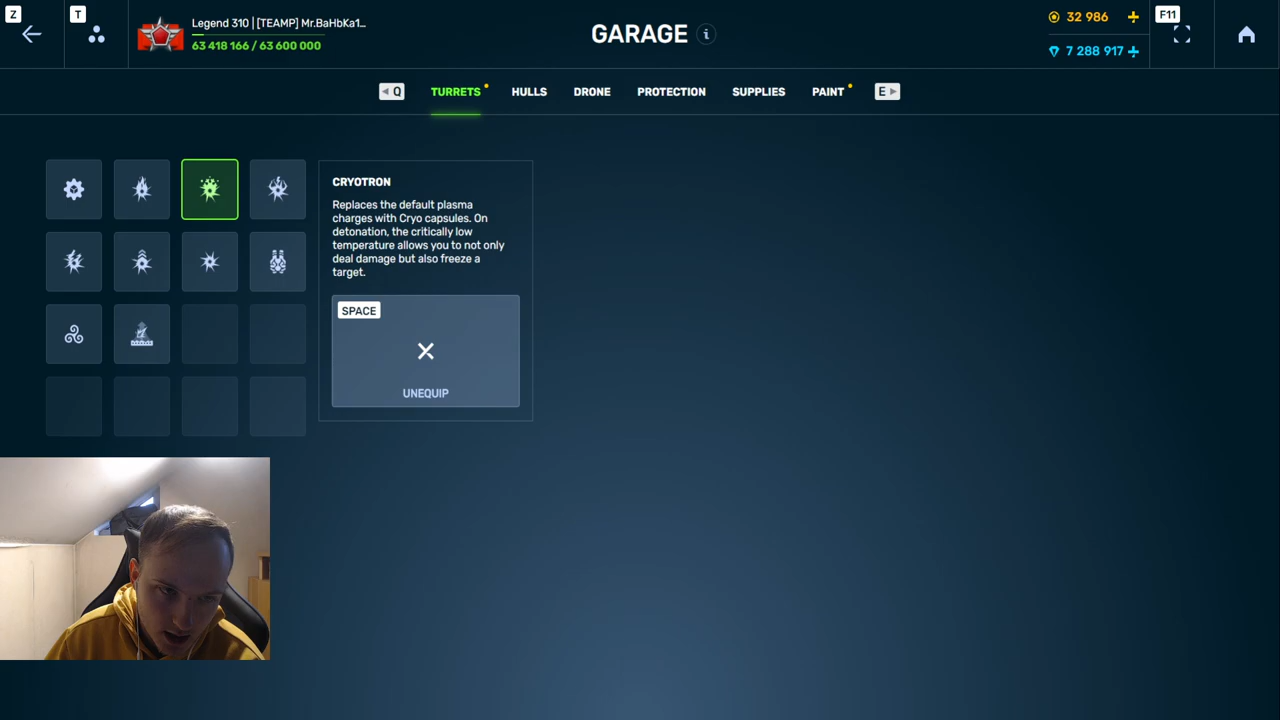 Z
T
Legend 310 | [TEAMP] Mr.BaHbKa1...
63 418 166 / 63 600 000
GARAGE
i
32 986
7 288 917
F11
Q
TURRETS
HULLS
DRONE
PROTECTION
SUPPLIES
PAINT
E
CRYOTRON
Replaces the default plasma
charges with Cryo capsules. On
detonation, the critically low
temperature allows you to not only
deal damage but also freeze a
target.
SPACE
UNEQUIP